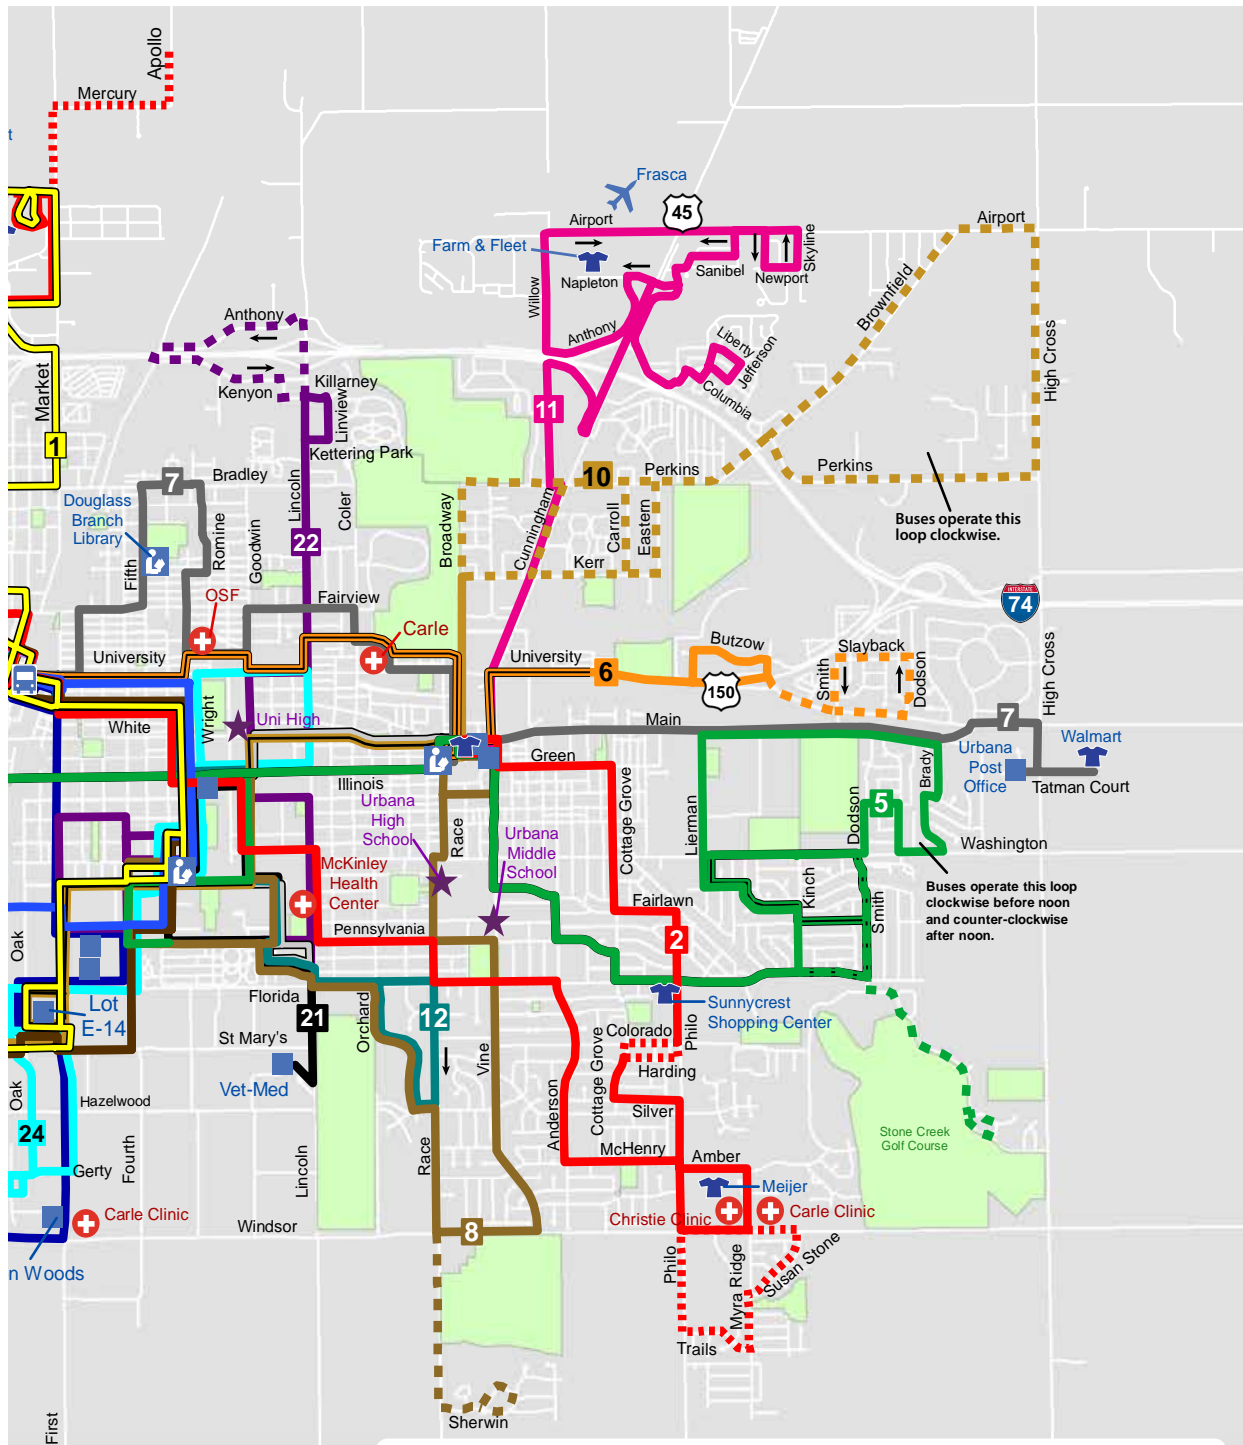 Apollo
Mercury
t
Frasca
45
Airport
Airport
Farm & Fleet
Skyline
Sanibel
Napleton
Newport
Willow
Brownfield
Anthony
Anthony
Liberty
Jefferson
High Cross
Market
Killarney
Kenyon
Linview
Columbia
11
1
Kettering Park
Bradley
7
10
Perkins
Perkins
Lincoln
Coler
Douglass
Branch
Library
Romine
Goodwin
Broadway
Cunningham
Carroll
Eastern
Buses operate this
loop clockwise.
22
Fifth
Kerr
OSF
Fairview
INTERSTATE
74
Carle
University
University
Butzow
Slayback
6
Smith
Dodson
150
High Cross
Wright
Uni High
White
Main
7
Walmart
Green
Urbana
Post
Office
Illinois
Brady
Tatman Court
Cottage Grove
Dodson
5
Urbana
High
School
Race
Urbana
Middle
School
Lierman
Washington
McKinley
Health
Center
Kinch
Smith
Buses operate this loop
clockwise before noon
and counter-clockwise
after noon.
Fairlawn
Pennsylvania
2
Oak
Florida
Lot
E-14
21
Orchard
12
Sunnycrest
Shopping Center
Philo
Colorado
St Mary's
Vine
Harding
Vet-Med
Oak
Hazelwood
Anderson
Cottage Grove
Silver
24
Stone Creek
Golf Course
Fourth
Lincoln
Race
McHenry
Amber
Gerty
Meijer
Carle Clinic
Christie Clinic
Carle Clinic
Windsor
8
n Woods
Philo
Myra Ridge
Susan Stone
Trails
Sherwin
First